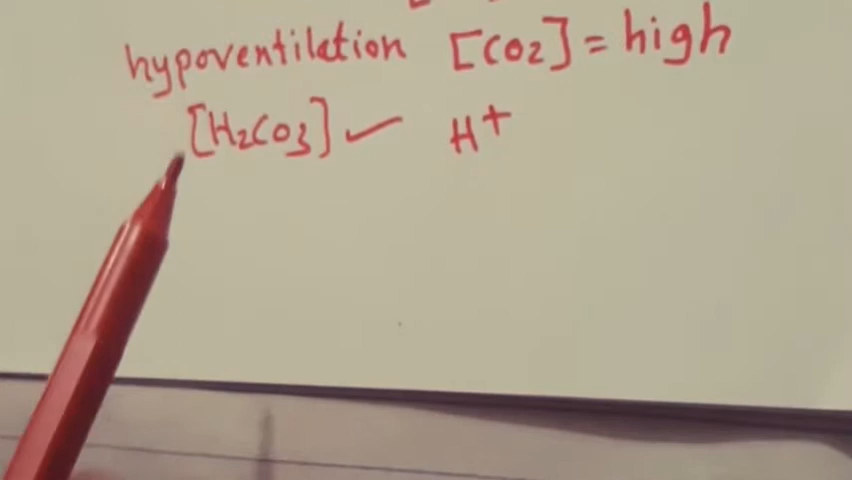 hypoventilation [CO2] = high
[H2CO3] ✓ H+